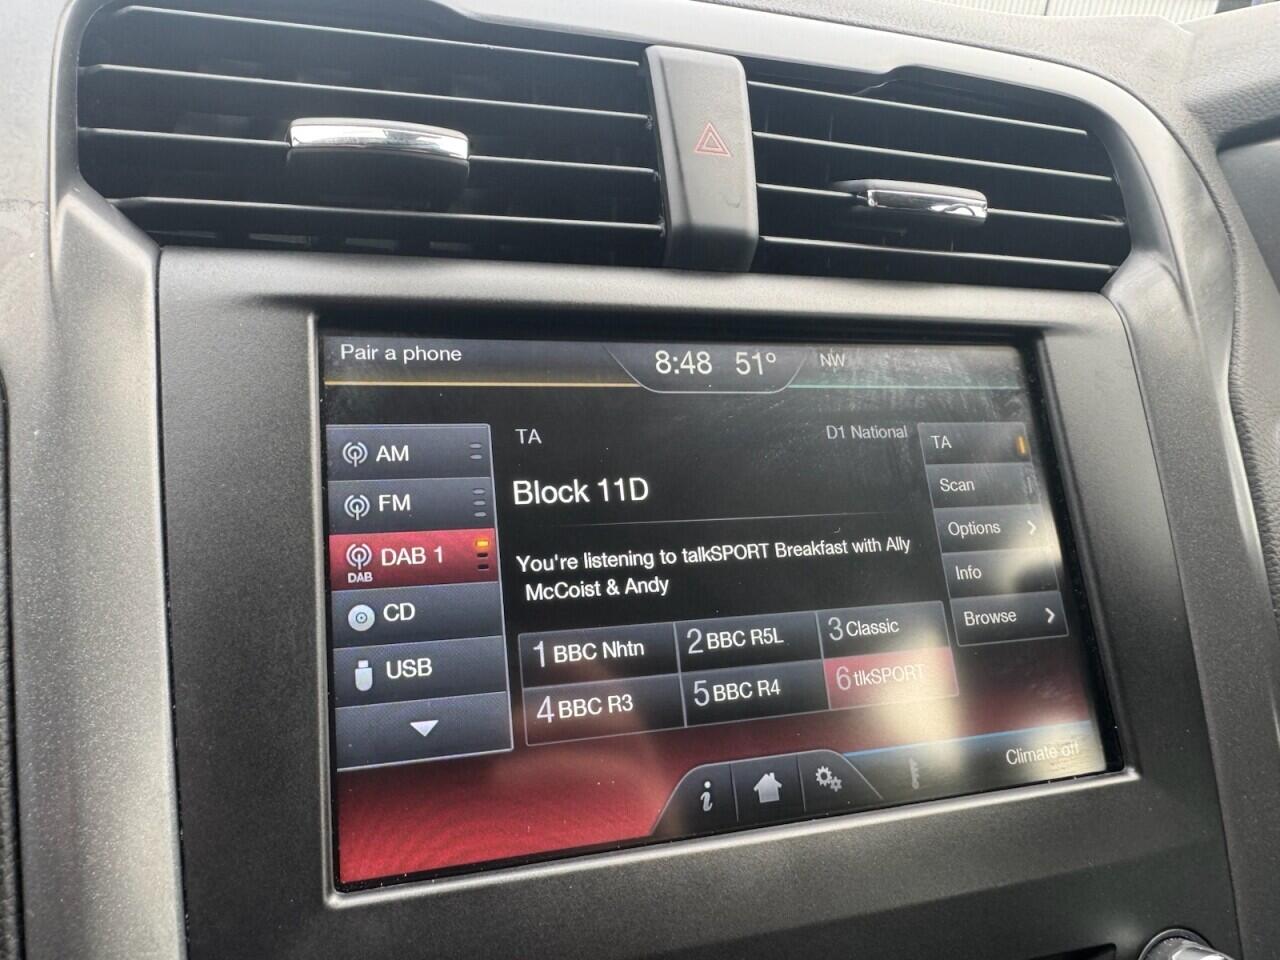 Pair a phone
8:48 51°
NW
AM
FM
DAB 1
DAB
CD
USB
TA
D1 National
Block 11D
You're listening to talkSPORT Breakfast with Ally
McCoist & Andy
1 BBC Nhtn
2 BBC R5L
3 Classic
4 BBC R3
5 BBC R4
6 tlkSPORT
TA
Scan
Options
Info
Browse
i
Climate off